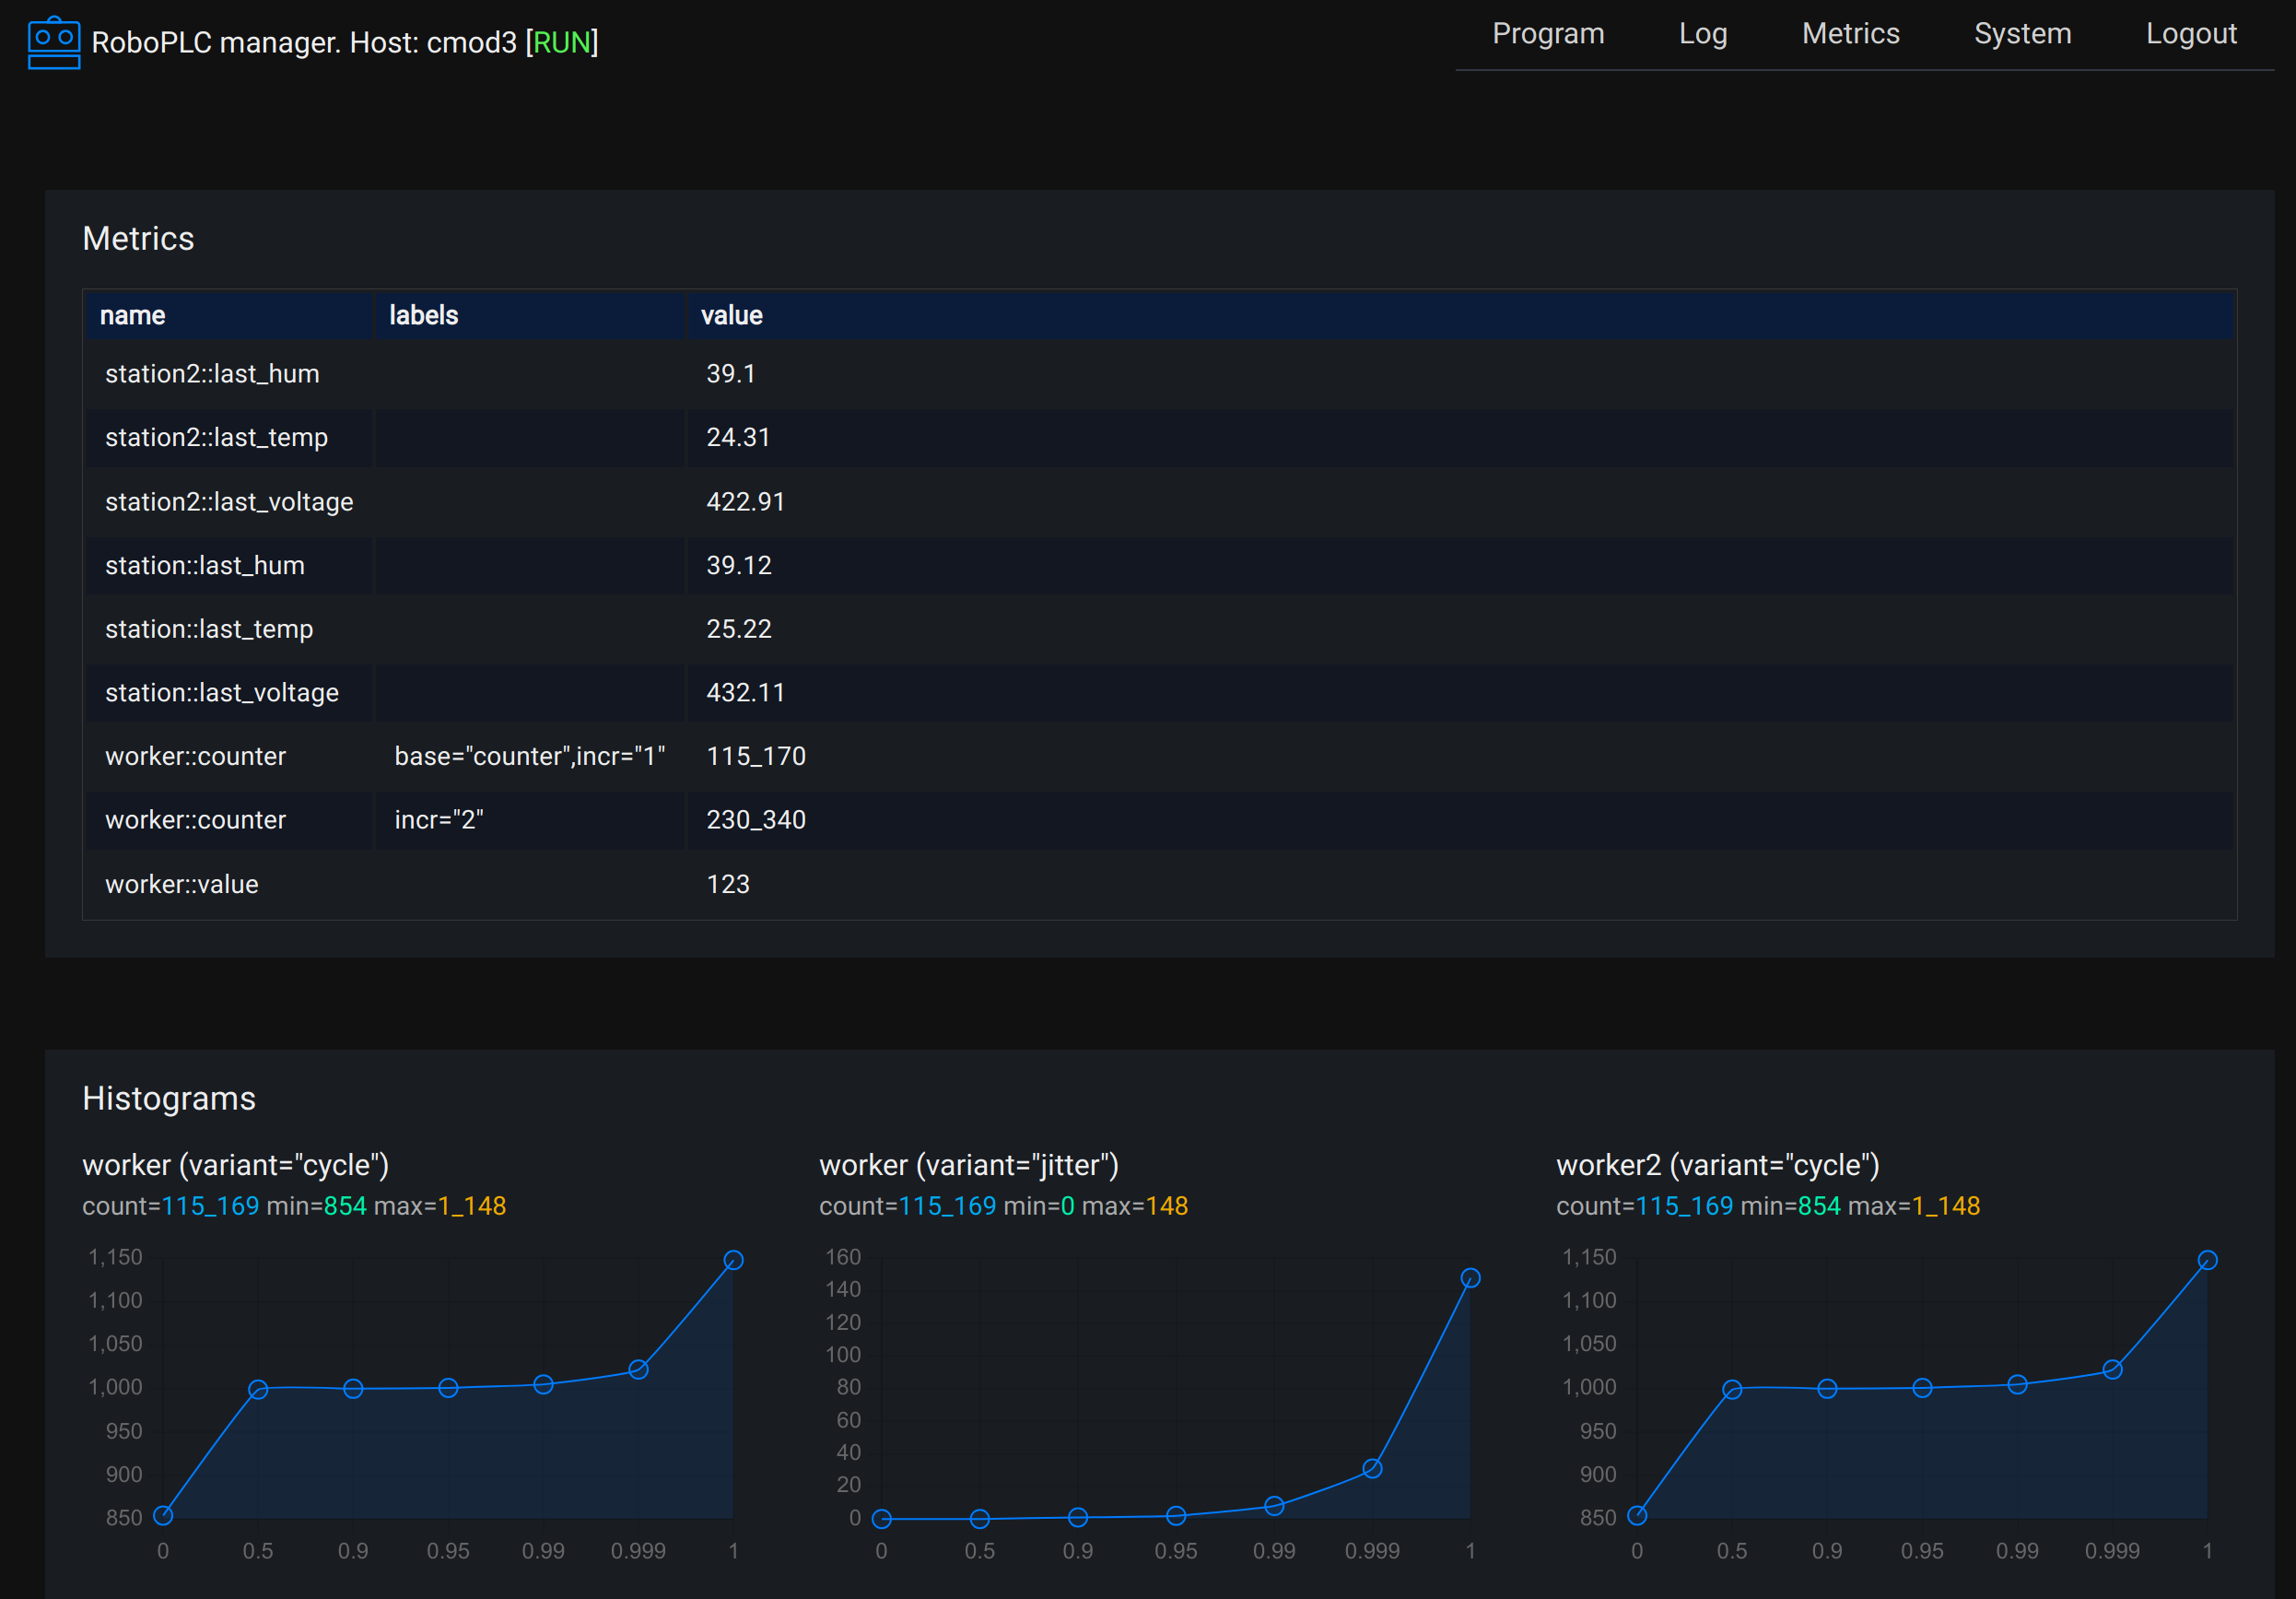 RoboPLC manager. Host: cmod3 [RUN]
Program Log Metrics System Logout
Metrics
name labels value
station2::last_hum 39.1
station2::last_temp 24.31
station2::last_voltage 422.91
station::last_hum 39.12
station::last_temp 25.22
station::last_voltage 432.11
worker::counter base="counter",incr="1" 115_170
worker::counter incr="2" 230_340
worker::value 123
Histograms
worker (variant="cycle")
count=115_169 min=854 max=1_148
1,150
1,100
1,050
1,000
950
900
850
0 0.5 0.9 0.95 0.99 0.999 1
worker (variant="jitter")
count=115_169 min=0 max=148
160
140
120
100
80
60
40
20
0
0 0.5 0.9 0.95 0.99 0.999 1
worker2 (variant="cycle")
count=115_169 min=854 max=1_148
1,150
1,100
1,050
1,000
950
900
850
0 0.5 0.9 0.95 0.99 0.999 1